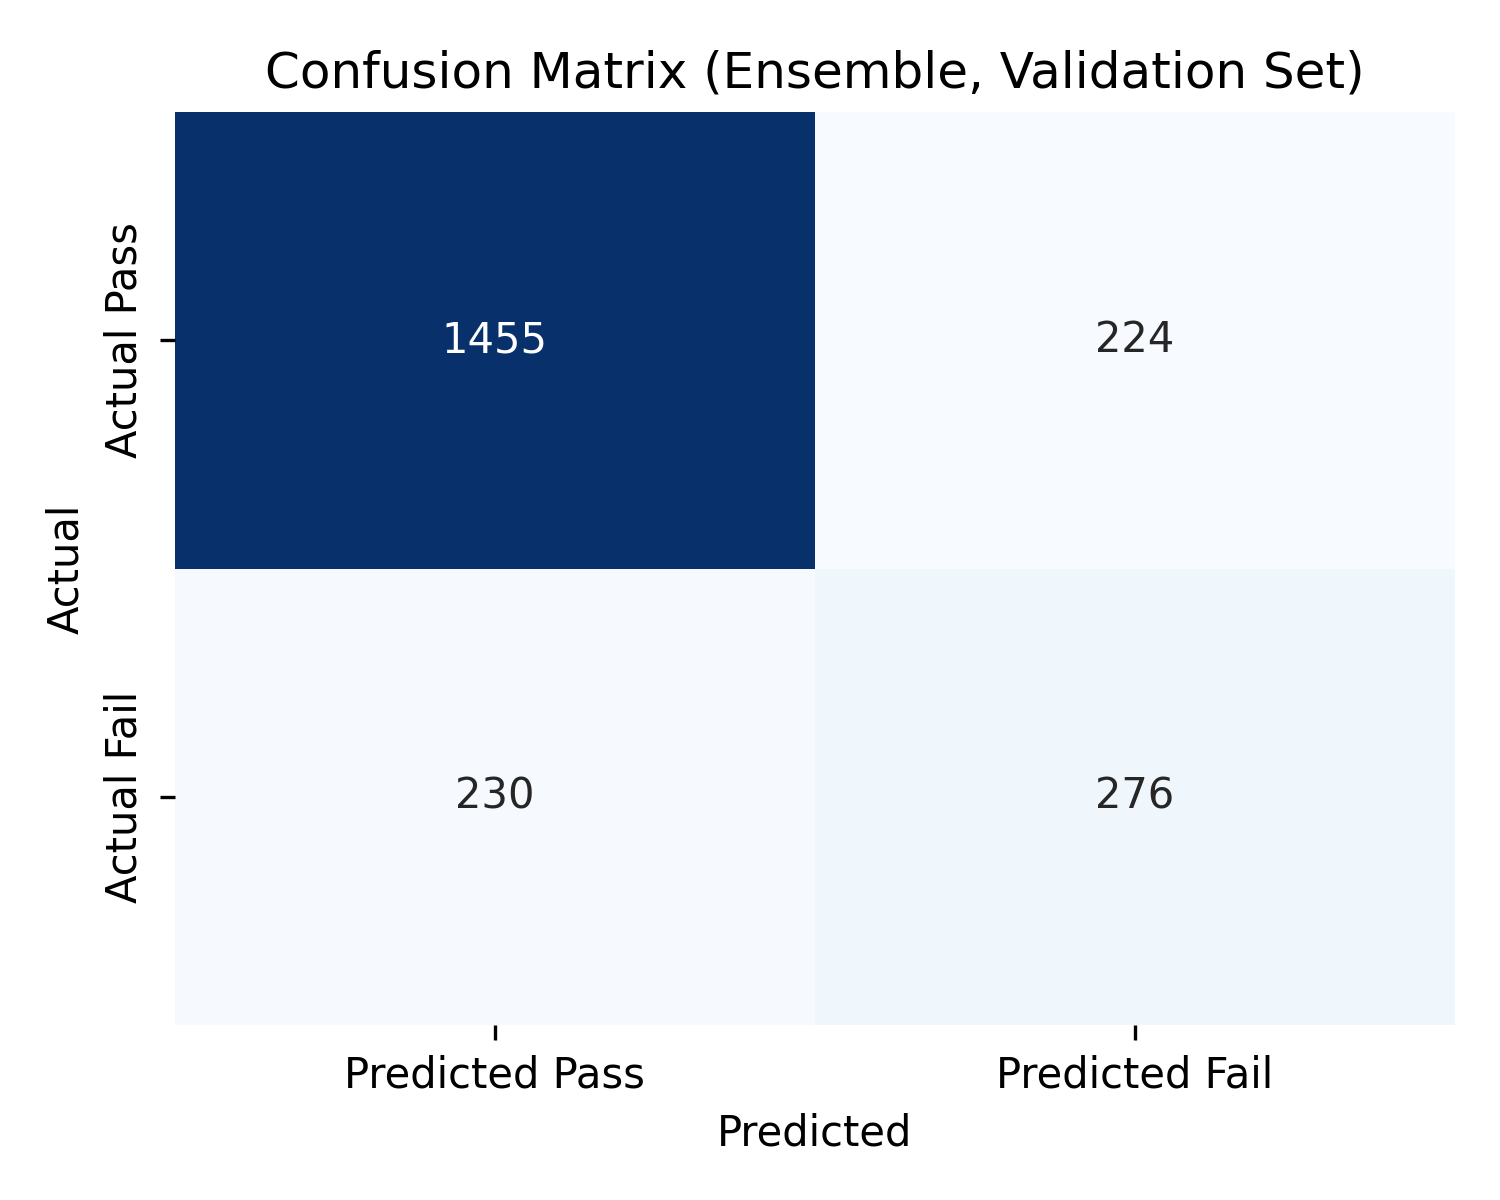 Confusion Matrix (Ensemble, Validation Set)
Actual
Actual Pass
1455
224
Actual Fail
230
276
Predicted Pass
Predicted Fail
Predicted